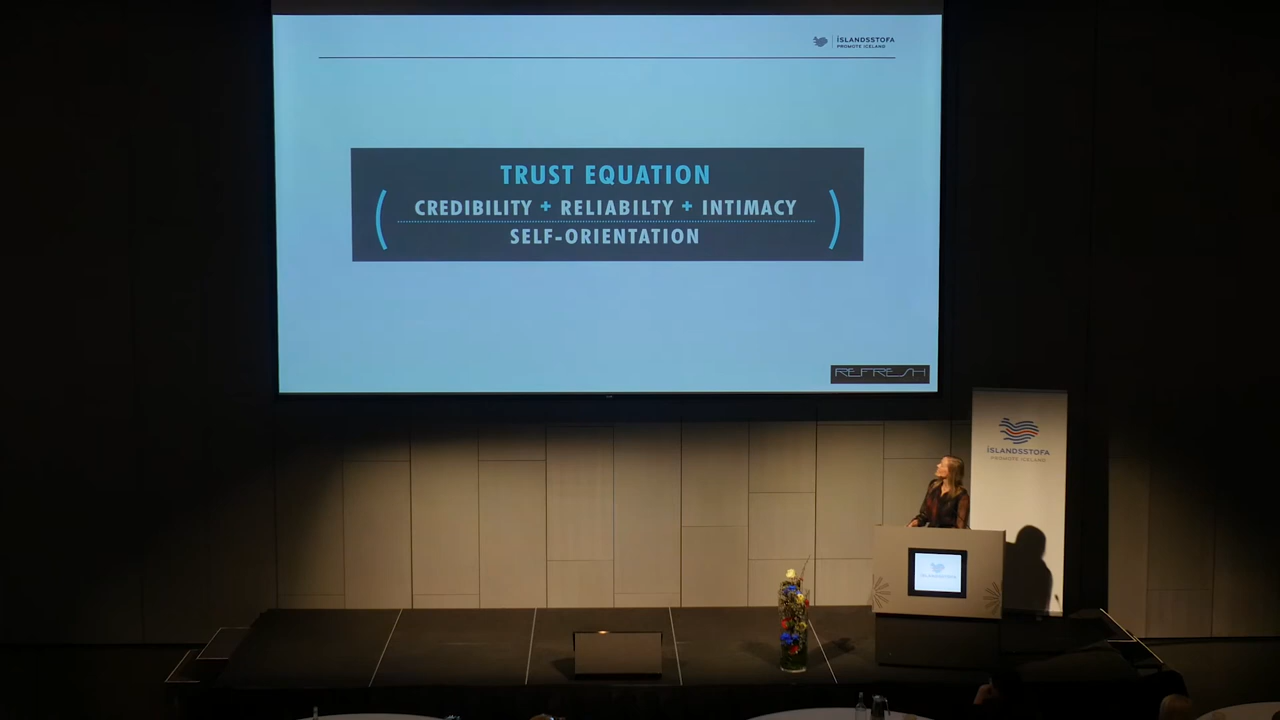 ÍSLANDSSTOFA
PROMOTE ICELAND
TRUST EQUATION
CREDIBILITY + RELIABILTY + INTIMACY
SELF-ORIENTATION
REFRESH
ÍSLANDSSTOFA
PROMOTE ICELAND